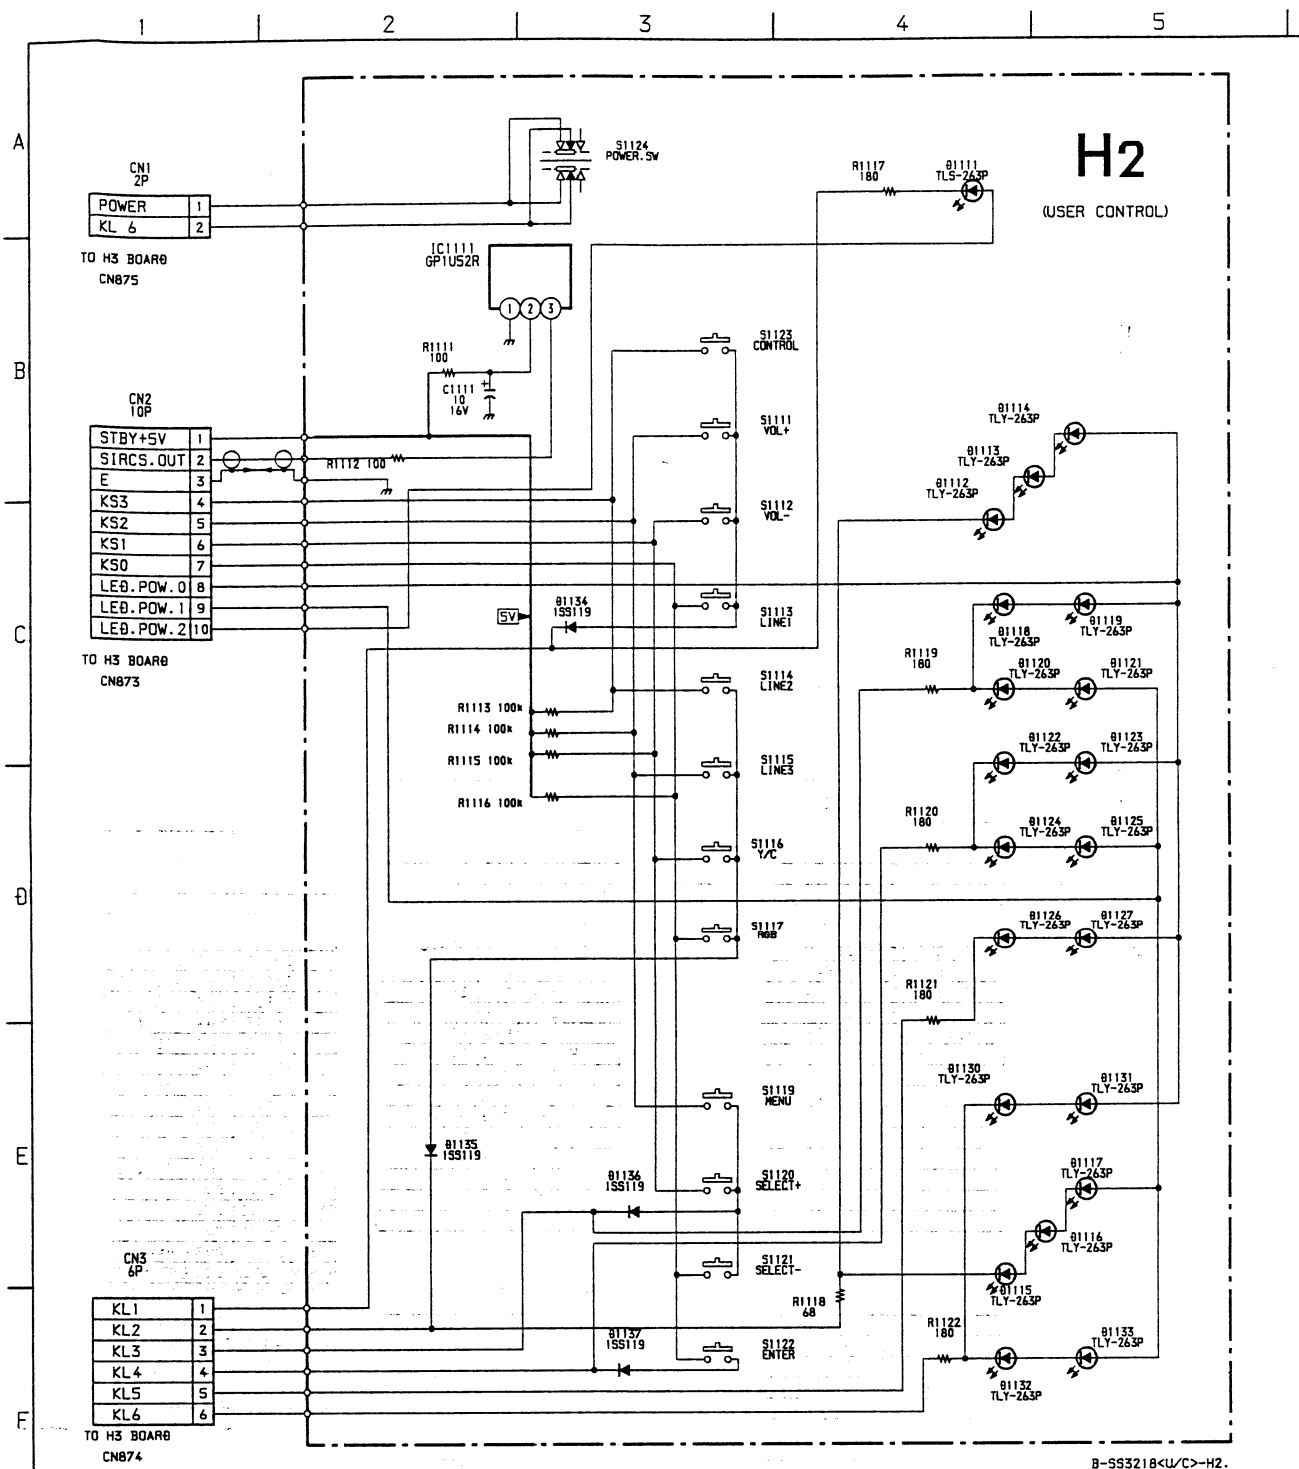 1 2 3 4 5
A
B
C
D
E
F
H2
(USER CONTROL)
CN1
2P
POWER 1
KL 6 2
TO H3 BOARD
CN875
S1124
POWER.SW
R1117
180
D1111
TLS-263P
IC1111
GP1U52R
1 2 3
R1111
100
C1111
10
16V
+
S1123
CONTROL
CN2
10P
STBY+5V 1
SIRCS.OUT 2
E 3
KS3 4
KS2 5
KS1 6
KS0 7
LED.POW.0 8
LED.POW.1 9
LED.POW.2 10
TO H3 BOARD
CN873
R1112 100
S1111
VOL+
S1112
VOL-
D1114
TLY-263P
D1113
TLY-263P
D1112
TLY-263P
5V
D1134
1SS119
S1113
LINE1
D1118
TLY-263P
D1119
TLY-263P
R1119
180
D1120
TLY-263P
D1121
TLY-263P
S1114
LINE2
R1113 100k
R1114 100k
R1115 100k
R1116 100k
S1115
LINE3
D1122
TLY-263P
D1123
TLY-263P
R1120
180
D1124
TLY-263P
D1125
TLY-263P
S1116
Y/C
S1117
RGB
D1126
TLY-263P
D1127
TLY-263P
R1121
180
S1119
MENU
D1130
TLY-263P
D1131
TLY-263P
D1135
1SS119
D1136
1SS119
S1120
SELECT+
D1117
TLY-263P
D1116
TLY-263P
S1121
SELECT-
D1115
TLY-263P
R1118
68
CN3
6P
KL1 1
KL2 2
KL3 3
KL4 4
KL5 5
KL6 6
TO H3 BOARD
CN874
D1137
1SS119
S1122
ENTER
R1122
180
D1133
TLY-263P
D1132
TLY-263P
B-SS3218<U/C>-H2.